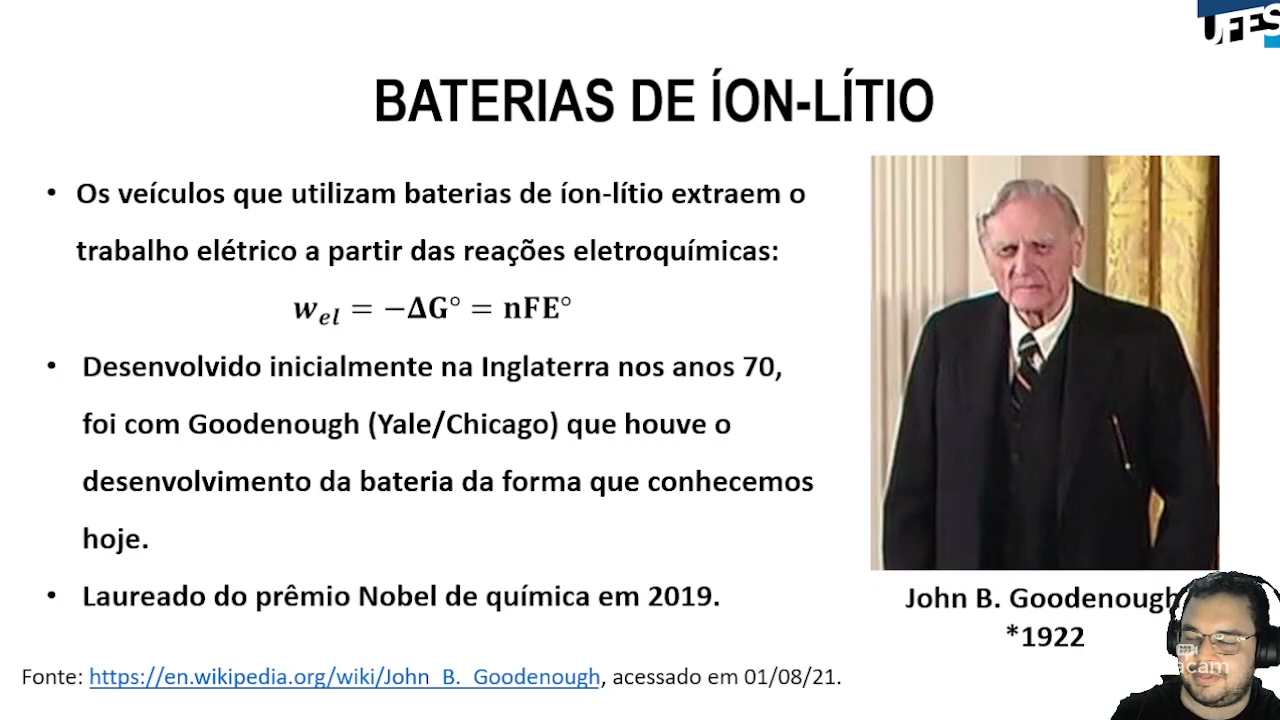 UFES
BATERIAS DE ÍON-LÍTIO
• Os veículos que utilizam baterias de íon-lítio extraem o
trabalho elétrico a partir das reações eletroquímicas:
w_el = −ΔG° = nFE°
• Desenvolvido inicialmente na Inglaterra nos anos 70,
foi com Goodenough (Yale/Chicago) que houve o
desenvolvimento da bateria da forma que conhecemos
hoje.
• Laureado do prêmio Nobel de química em 2019.
John B. Goodenough
*1922
Fonte: https://en.wikipedia.org/wiki/John_B._Goodenough, acessado em 01/08/21.